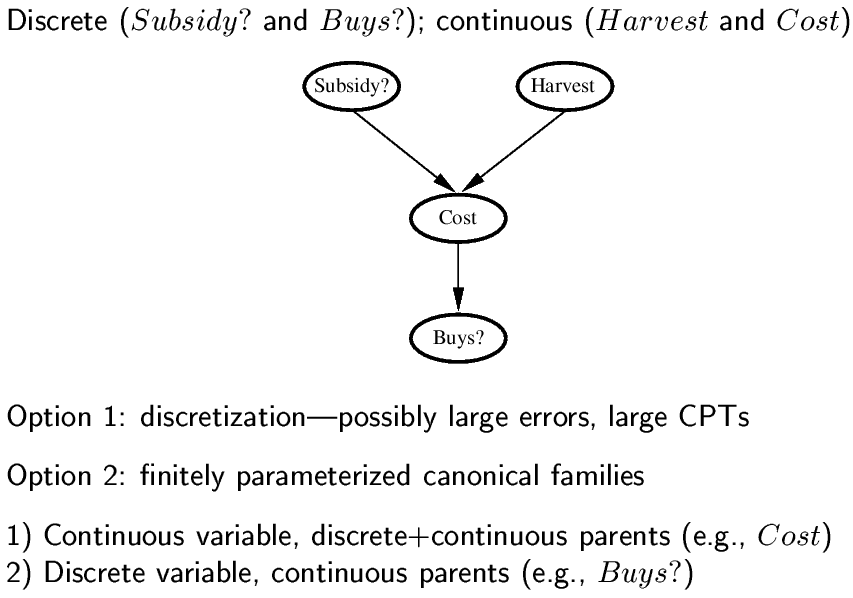 Discrete (Subsidy? and Buys?); continuous (Harvest and Cost)
Subsidy? Harvest
Cost
Buys?
Option 1: discretization—possibly large errors, large CPTs
Option 2: finitely parameterized canonical families
1) Continuous variable, discrete+continuous parents (e.g., Cost)
2) Discrete variable, continuous parents (e.g., Buys?)